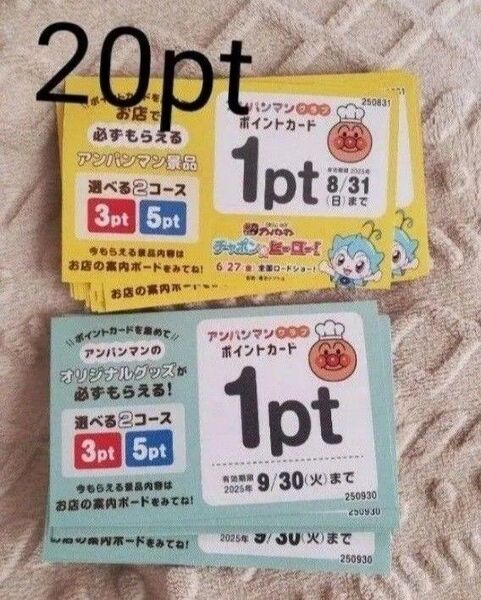 20pt
ポイントカードを
お店で
必ずもらえる
アンパンマン景品
選べる2コース
3pt 5pt
今もらえる景品内容は
お店の案内ボードをみてね!
アンパンマンクラブ
ポイントカード
250831
1pt
有効期限 2025年
8/31
(日)まで
アンパンマン
チャポンのヒーロー!
6.27 金 全国ロードショー!
お店の案内ボードをみてね!
ポイントカードを集めて
アンパンマンの
オリジナルグッズが
必ずもらえる!
選べる2コース
3pt 5pt
今もらえる景品内容は
お店の案内ボードをみてね!
アンパンマンクラブ
ポイントカード
1pt
有効期限
2025年 9/30(火)まで
250930
250930
お店の案内ボードをみてね!
2025年 9/30(火)まで
250930